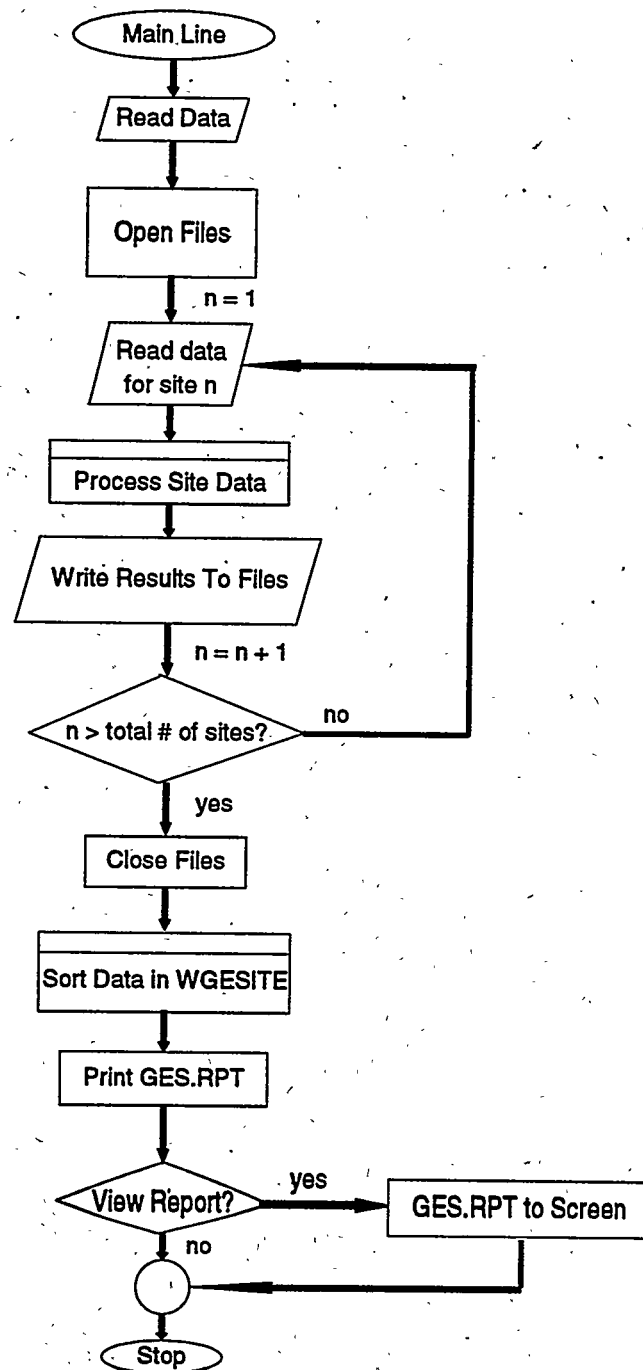 Main Line
Read Data
Open Files
n = 1
Read data
for site n
Process Site Data
Write Results To Files
n = n + 1
n > total # of sites?
no
yes
Close Files
Sort Data in WGESITE
Print GES.RPT
View Report?
yes
GES.RPT to Screen
no
Stop